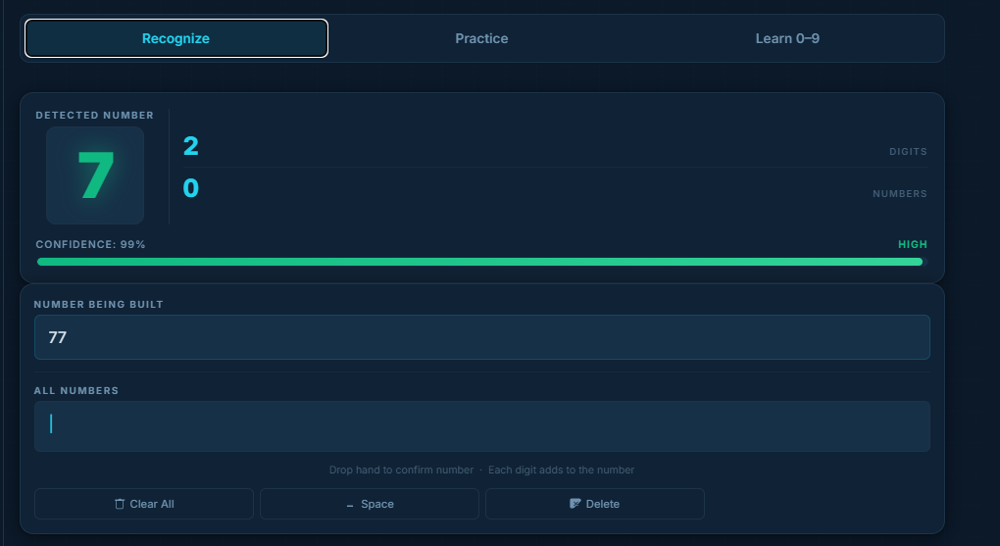 Recognize Practice Learn 0–9
DETECTED NUMBER
7
2 DIGITS
0 NUMBERS
CONFIDENCE: 99% HIGH
NUMBER BEING BUILT
77
ALL NUMBERS
Drop hand to confirm number · Each digit adds to the number
Clear All Space Delete